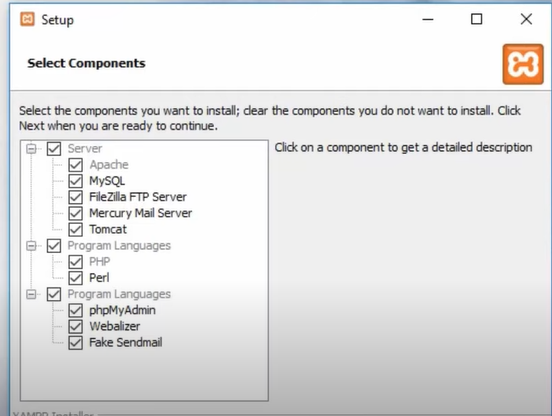 Setup
Select Components
Select the components you want to install; clear the components you do not want to install. Click
Next when you are ready to continue.
Server
Apache
MySQL
FileZilla FTP Server
Mercury Mail Server
Tomcat
Program Languages
PHP
Perl
Program Languages
phpMyAdmin
Webalizer
Fake Sendmail
Click on a component to get a detailed description
XAMPP Installer